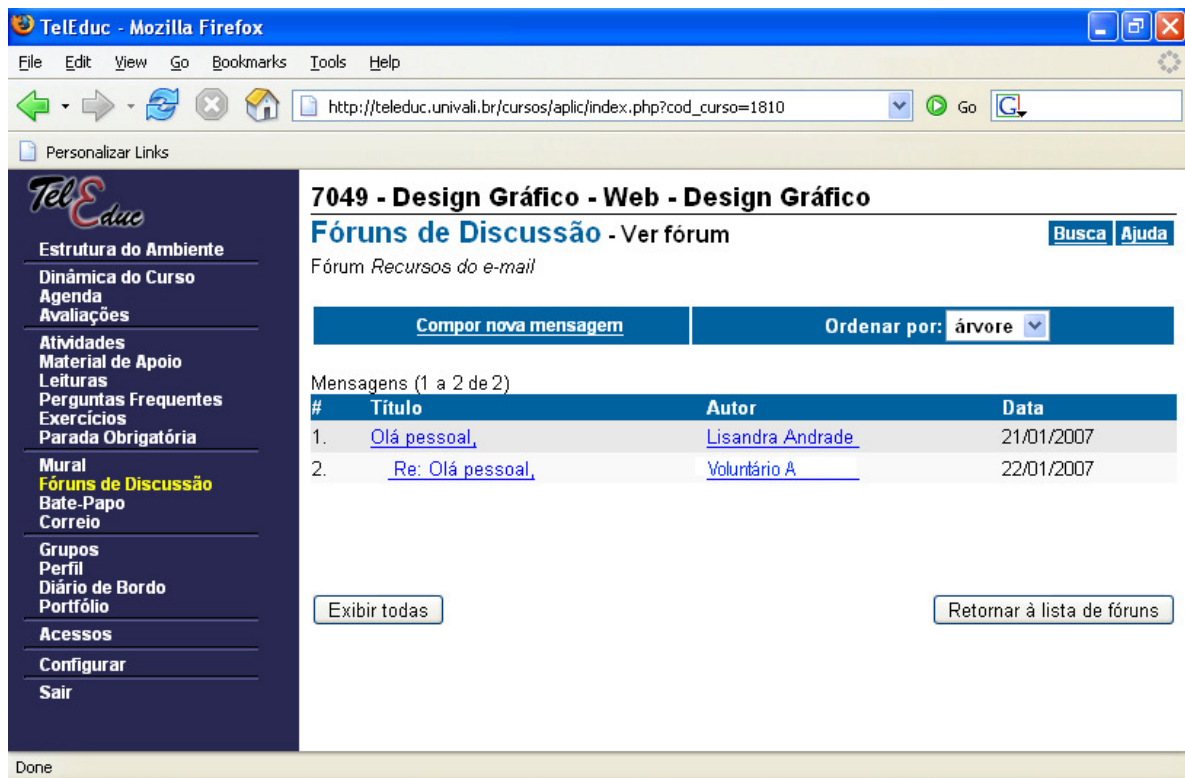 TelEduc - Mozilla Firefox
File Edit View Go Bookmarks Tools Help
http://teleduc.univali.br/cursos/aplic/index.php?cod_curso=1810 Go G
Personalizar Links
TelEduc
Estrutura do Ambiente
Dinâmica do Curso
Agenda
Avaliações
Atividades
Material de Apoio
Leituras
Perguntas Frequentes
Exercícios
Parada Obrigatória
Mural
Fóruns de Discussão
Bate-Papo
Correio
Grupos
Perfil
Diário de Bordo
Portfólio
Acessos
Configurar
Sair
7049 - Design Gráfico - Web - Design Gráfico
Fóruns de Discussão - Ver fórum Busca Ajuda
Fórum Recursos do e-mail
Compor nova mensagem Ordenar por: árvore
Mensagens (1 a 2 de 2)
# Título Autor Data
1. Olá pessoal, Lisandra Andrade 21/01/2007
2. Re: Olá pessoal, Voluntário A 22/01/2007
Exibir todas Retornar à lista de fóruns
Done